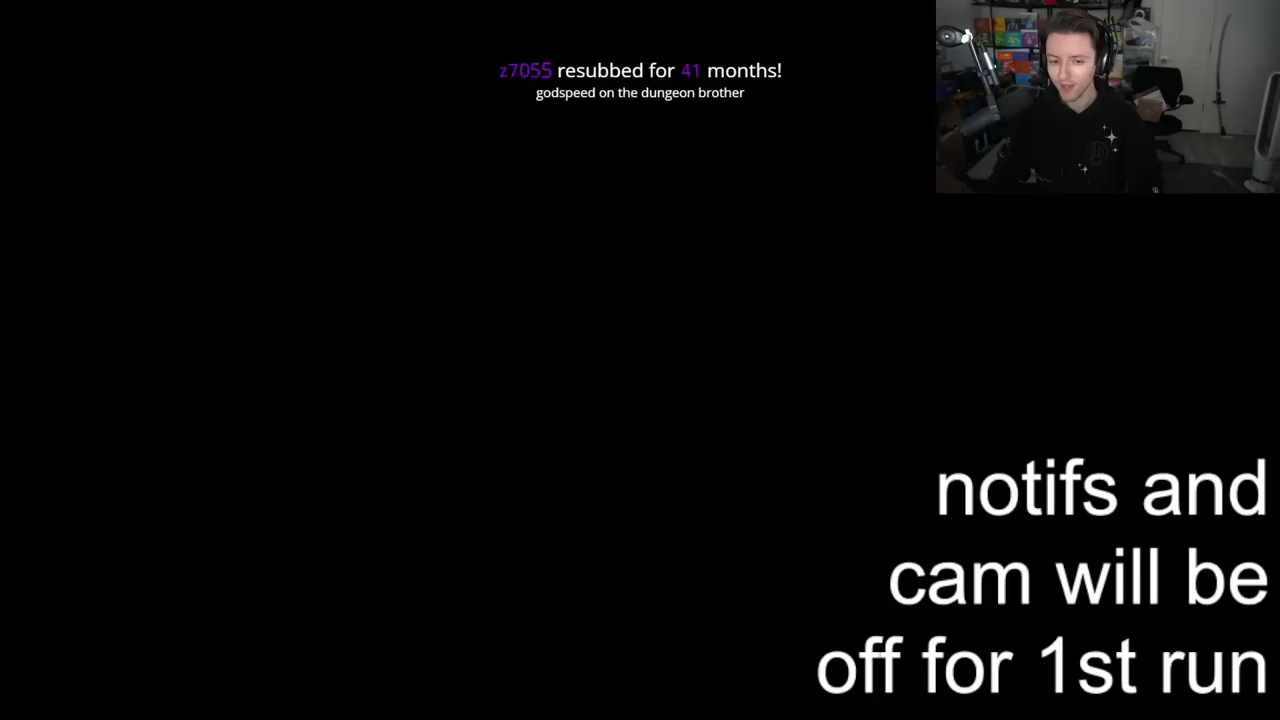 z7055 resubbed for 41 months!
godspeed on the dungeon brother
notifs and
cam will be
off for 1st run